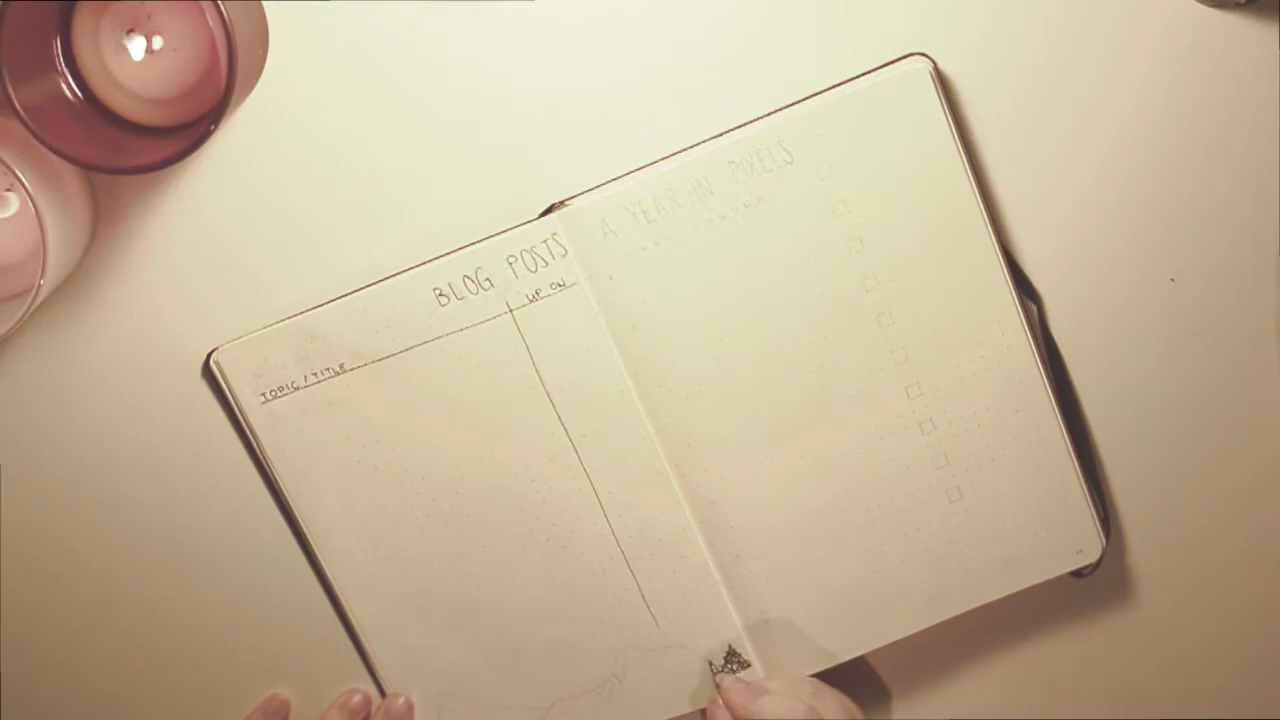 BLOG POSTS
TOPIC / TITLE
UP ON
A YEAR IN PIXELS